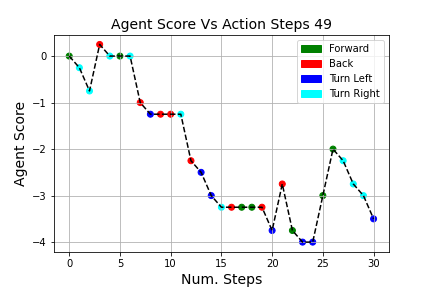 Agent Score Vs Action Steps 49
Forward
Back
Turn Left
Turn Right
0
−1
−2
−3
−4
Agent Score
0 5 10 15 20 25 30
Num. Steps